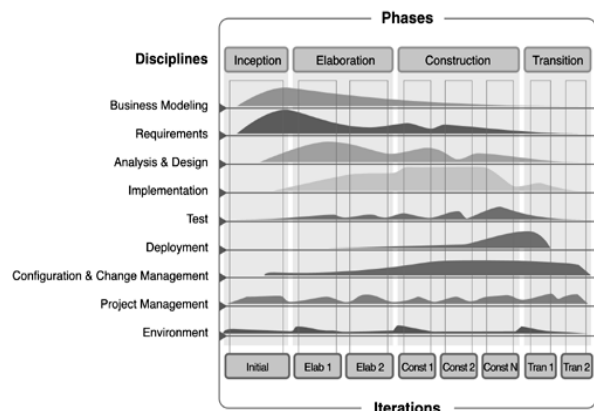 Phases
Disciplines
Inception
Elaboration
Construction
Transition
Business Modeling
Requirements
Analysis & Design
Implementation
Test
Deployment
Configuration & Change Management
Project Management
Environment
Initial
Elab 1
Elab 2
Const 1
Const 2
Const N
Tran 1
Tran 2
Iterations